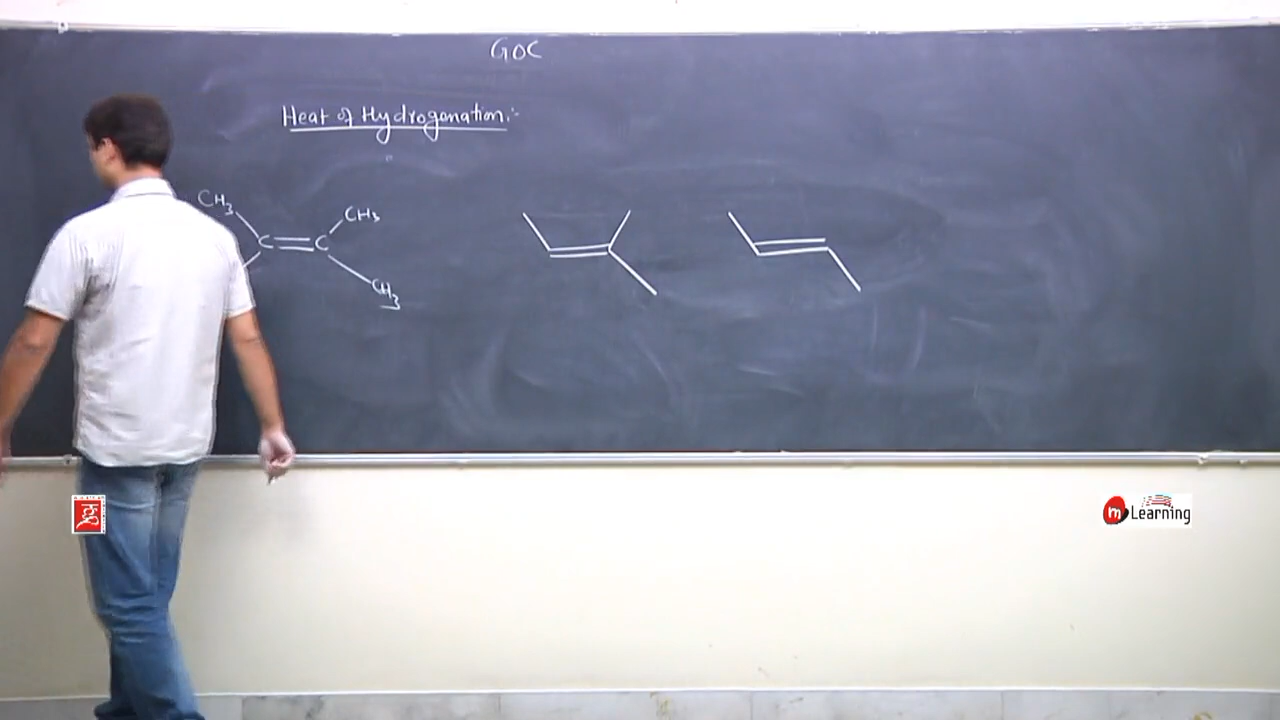 GOC
Heat of Hydrogenation:-
CH3
CH3
C=C
CH3
m Learning